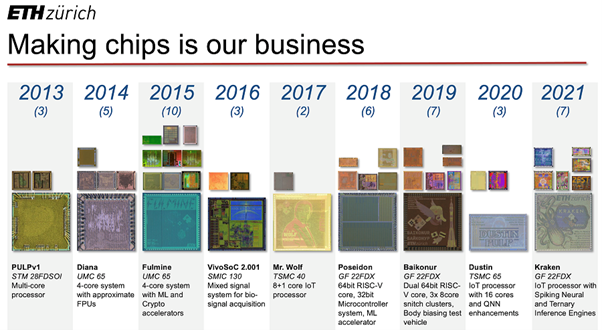 ETH zürich
Making chips is our business
2013
(3)
2014
(5)
2015
(10)
2016
(3)
2017
(2)
2018
(6)
2019
(7)
2020
(3)
2021
(7)
PULPv1
STM 28FDSOI
Multi-core
processor
Diana
UMC 65
4-core system
with approximate
FPUs
Fulmine
UMC 65
4-core system
with ML and
Crypto
accelerators
VivoSoC 2.001
SMIC 130
Mixed signal
system for bio-
signal acquisition
Mr. Wolf
TSMC 40
8+1 core IoT
processor
Poseidon
GF 22FDX
64bit RISC-V
core, 32bit
Microcontroller
system, ML
accelerator
Baikonur
GF 22FDX
Dual 64bit RISC-
V core, 3x 8core
snitch clusters,
Body biasing test
vehicle
DUSTIN
PULP
Dustin
TSMC 65
IoT processor
with 16 cores
and QNN
enhancements
Kraken
GF 22FDX
IoT processor with
Spiking Neural
and Ternary
Inference Engines